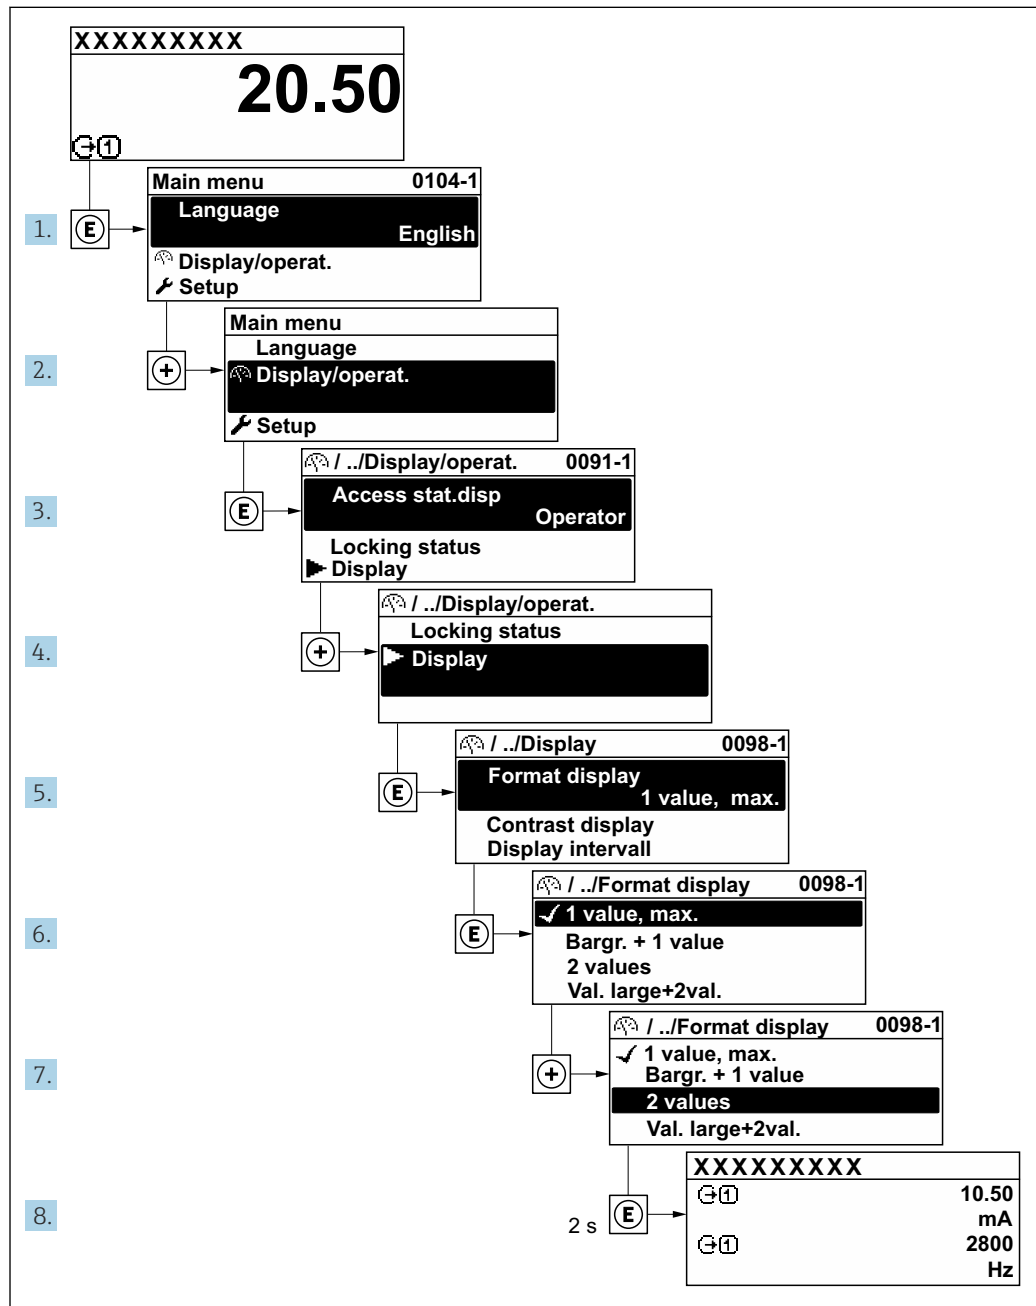 XXXXXXXXX
20.50
1
Main menu 0104-1
Language
English
Display/operat.
Setup
1. E
Main menu
Language
Display/operat.
Setup
2. +
/ ../Display/operat. 0091-1
Access stat.disp
Operator
Locking status
Display
3. E
/ ../Display/operat.
Locking status
Display
4. +
/ ../Display 0098-1
Format display
1 value, max.
Contrast display
Display intervall
5. E
/ ../Format display 0098-1
1 value, max.
Bargr. + 1 value
2 values
Val. large+2val.
6. E
/ ../Format display 0098-1
1 value, max.
Bargr. + 1 value
2 values
Val. large+2val.
7. +
XXXXXXXXX
1 10.50
mA
1 2800
Hz
8. 2 s E